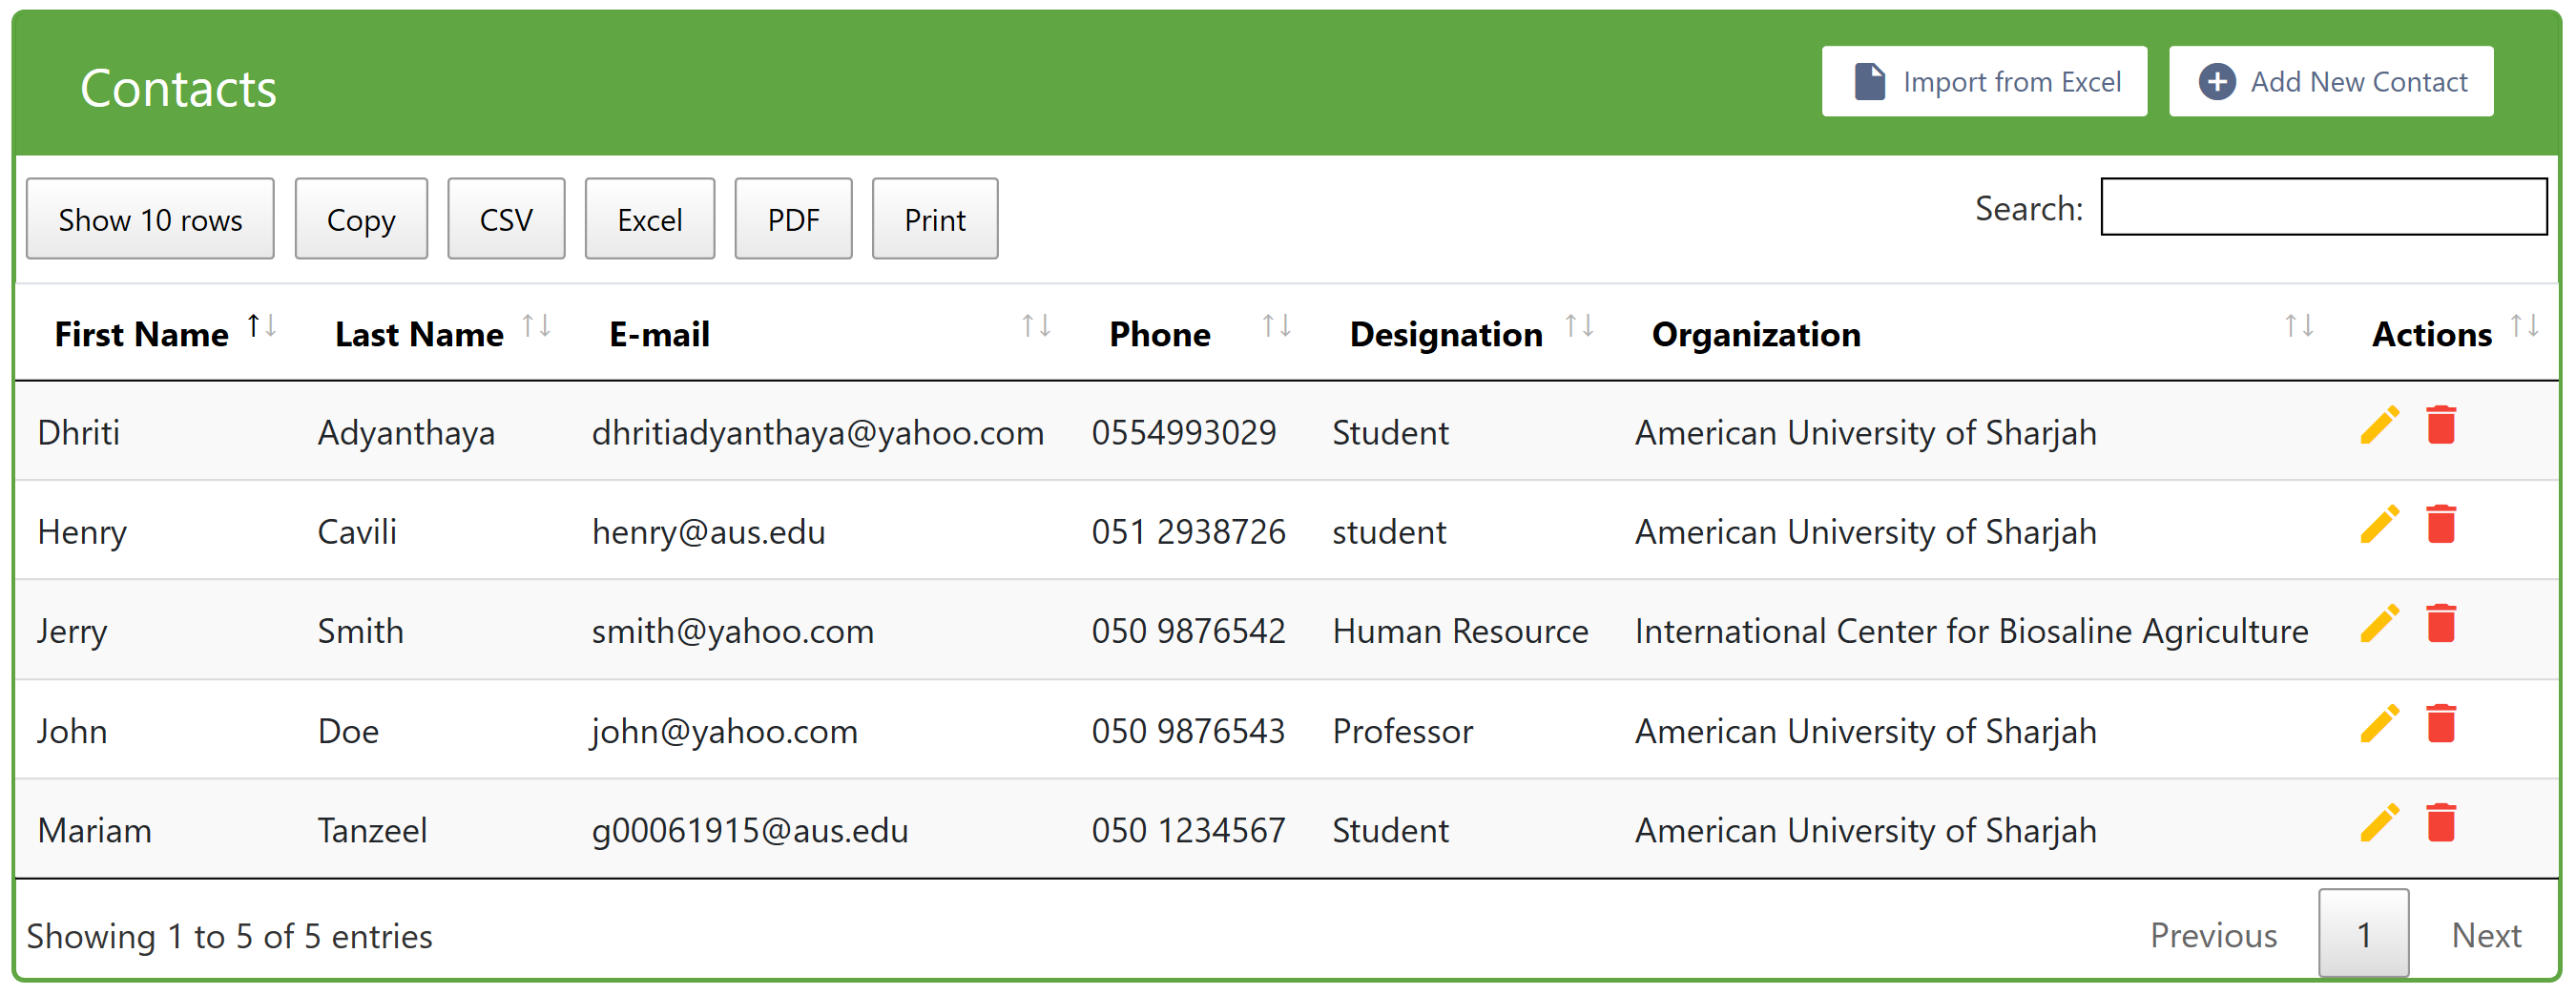 Contacts Import from Excel Add New Contact
Show 10 rows Copy CSV Excel PDF Print Search:
First Name ↑↓ Last Name ↑↓ E-mail ↑↓ Phone ↑↓ Designation ↑↓ Organization ↑↓ Actions ↑↓
Dhriti Adyanthaya dhritiadyanthaya@yahoo.com 0554993029 Student American University of Sharjah
Henry Cavili henry@aus.edu 051 2938726 student American University of Sharjah
Jerry Smith smith@yahoo.com 050 9876542 Human Resource International Center for Biosaline Agriculture
John Doe john@yahoo.com 050 9876543 Professor American University of Sharjah
Mariam Tanzeel g00061915@aus.edu 050 1234567 Student American University of Sharjah
Showing 1 to 5 of 5 entries Previous 1 Next